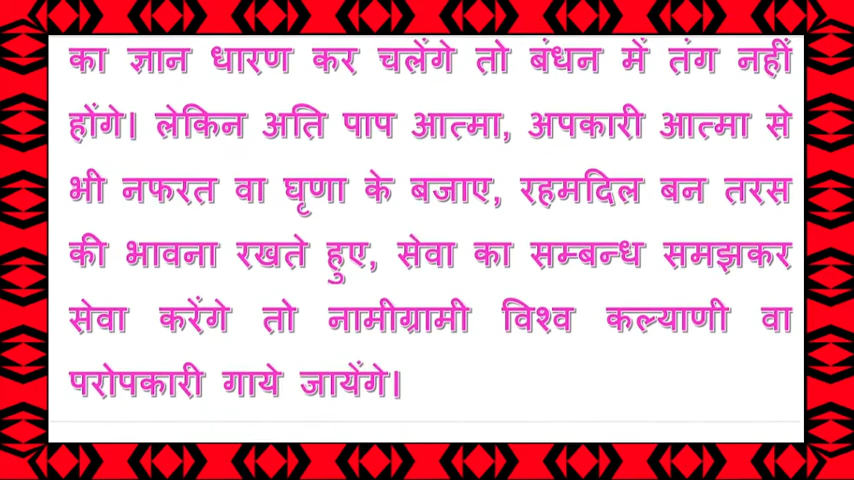 का ज्ञान धारण कर चलेंगे तो बंधन में तंग नहीं
होंगे। लेकिन अति पाप आत्मा, अपकारी आत्मा से
भी नफरत वा घृणा के बजाए, रहमदिल बन तरस
की भावना रखते हुए, सेवा का सम्बन्ध समझकर
सेवा करेंगे तो नामीग्रामी विश्व कल्याणी वा
परोपकारी गाये जायेंगे।